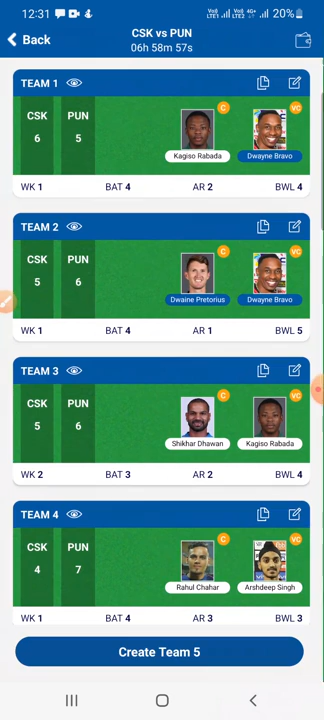 12:31
20%
Back
CSK vs PUN
06h 58m 57s
TEAM 1
CSK PUN
6 5
C VC
Kagiso Rabada Dwayne Bravo
WK 1 BAT 4 AR 2 BWL 4
TEAM 2
CSK PUN
5 6
C VC
Dwaine Pretorius Dwayne Bravo
WK 1 BAT 4 AR 1 BWL 5
TEAM 3
CSK PUN
5 6
C VC
Shikhar Dhawan Kagiso Rabada
WK 2 BAT 3 AR 2 BWL 4
TEAM 4
CSK PUN
4 7
C VC
Rahul Chahar Arshdeep Singh
WK 1 BAT 4 AR 3 BWL 3
Create Team 5